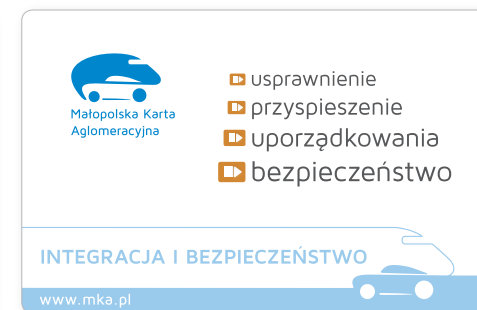 Małopolska Karta
Aglomeracyjna
usprawnienie
przyspieszenie
uporządkowania
bezpieczeństwo
INTEGRACJA I BEZPIECZEŃSTWO
www.mka.pl